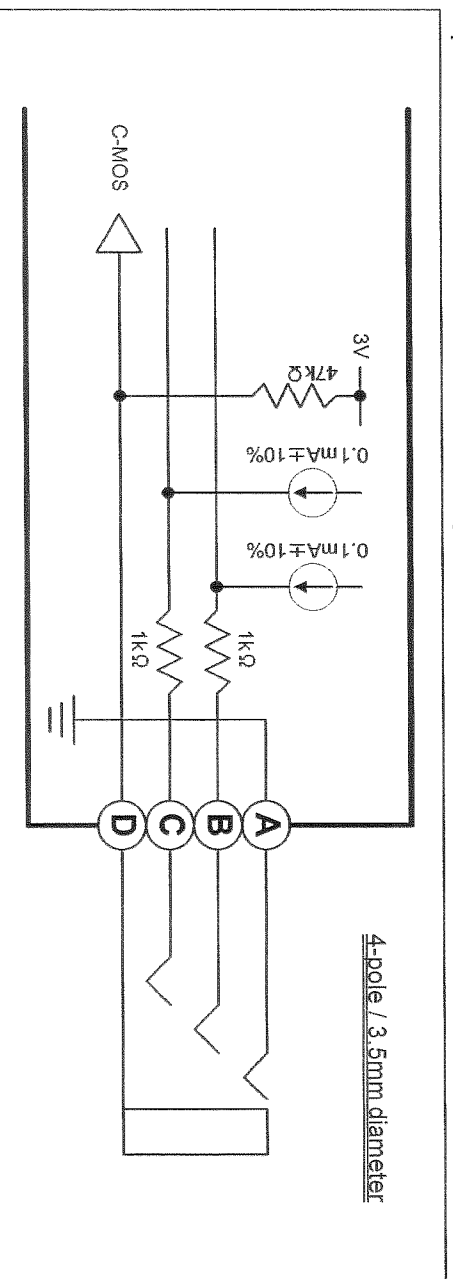 4-pole / 3.5mm diameter
3V
47kΩ
0.1mA±10%
0.1mA±10%
1kΩ
1kΩ
C-MOS
A
B
C
D